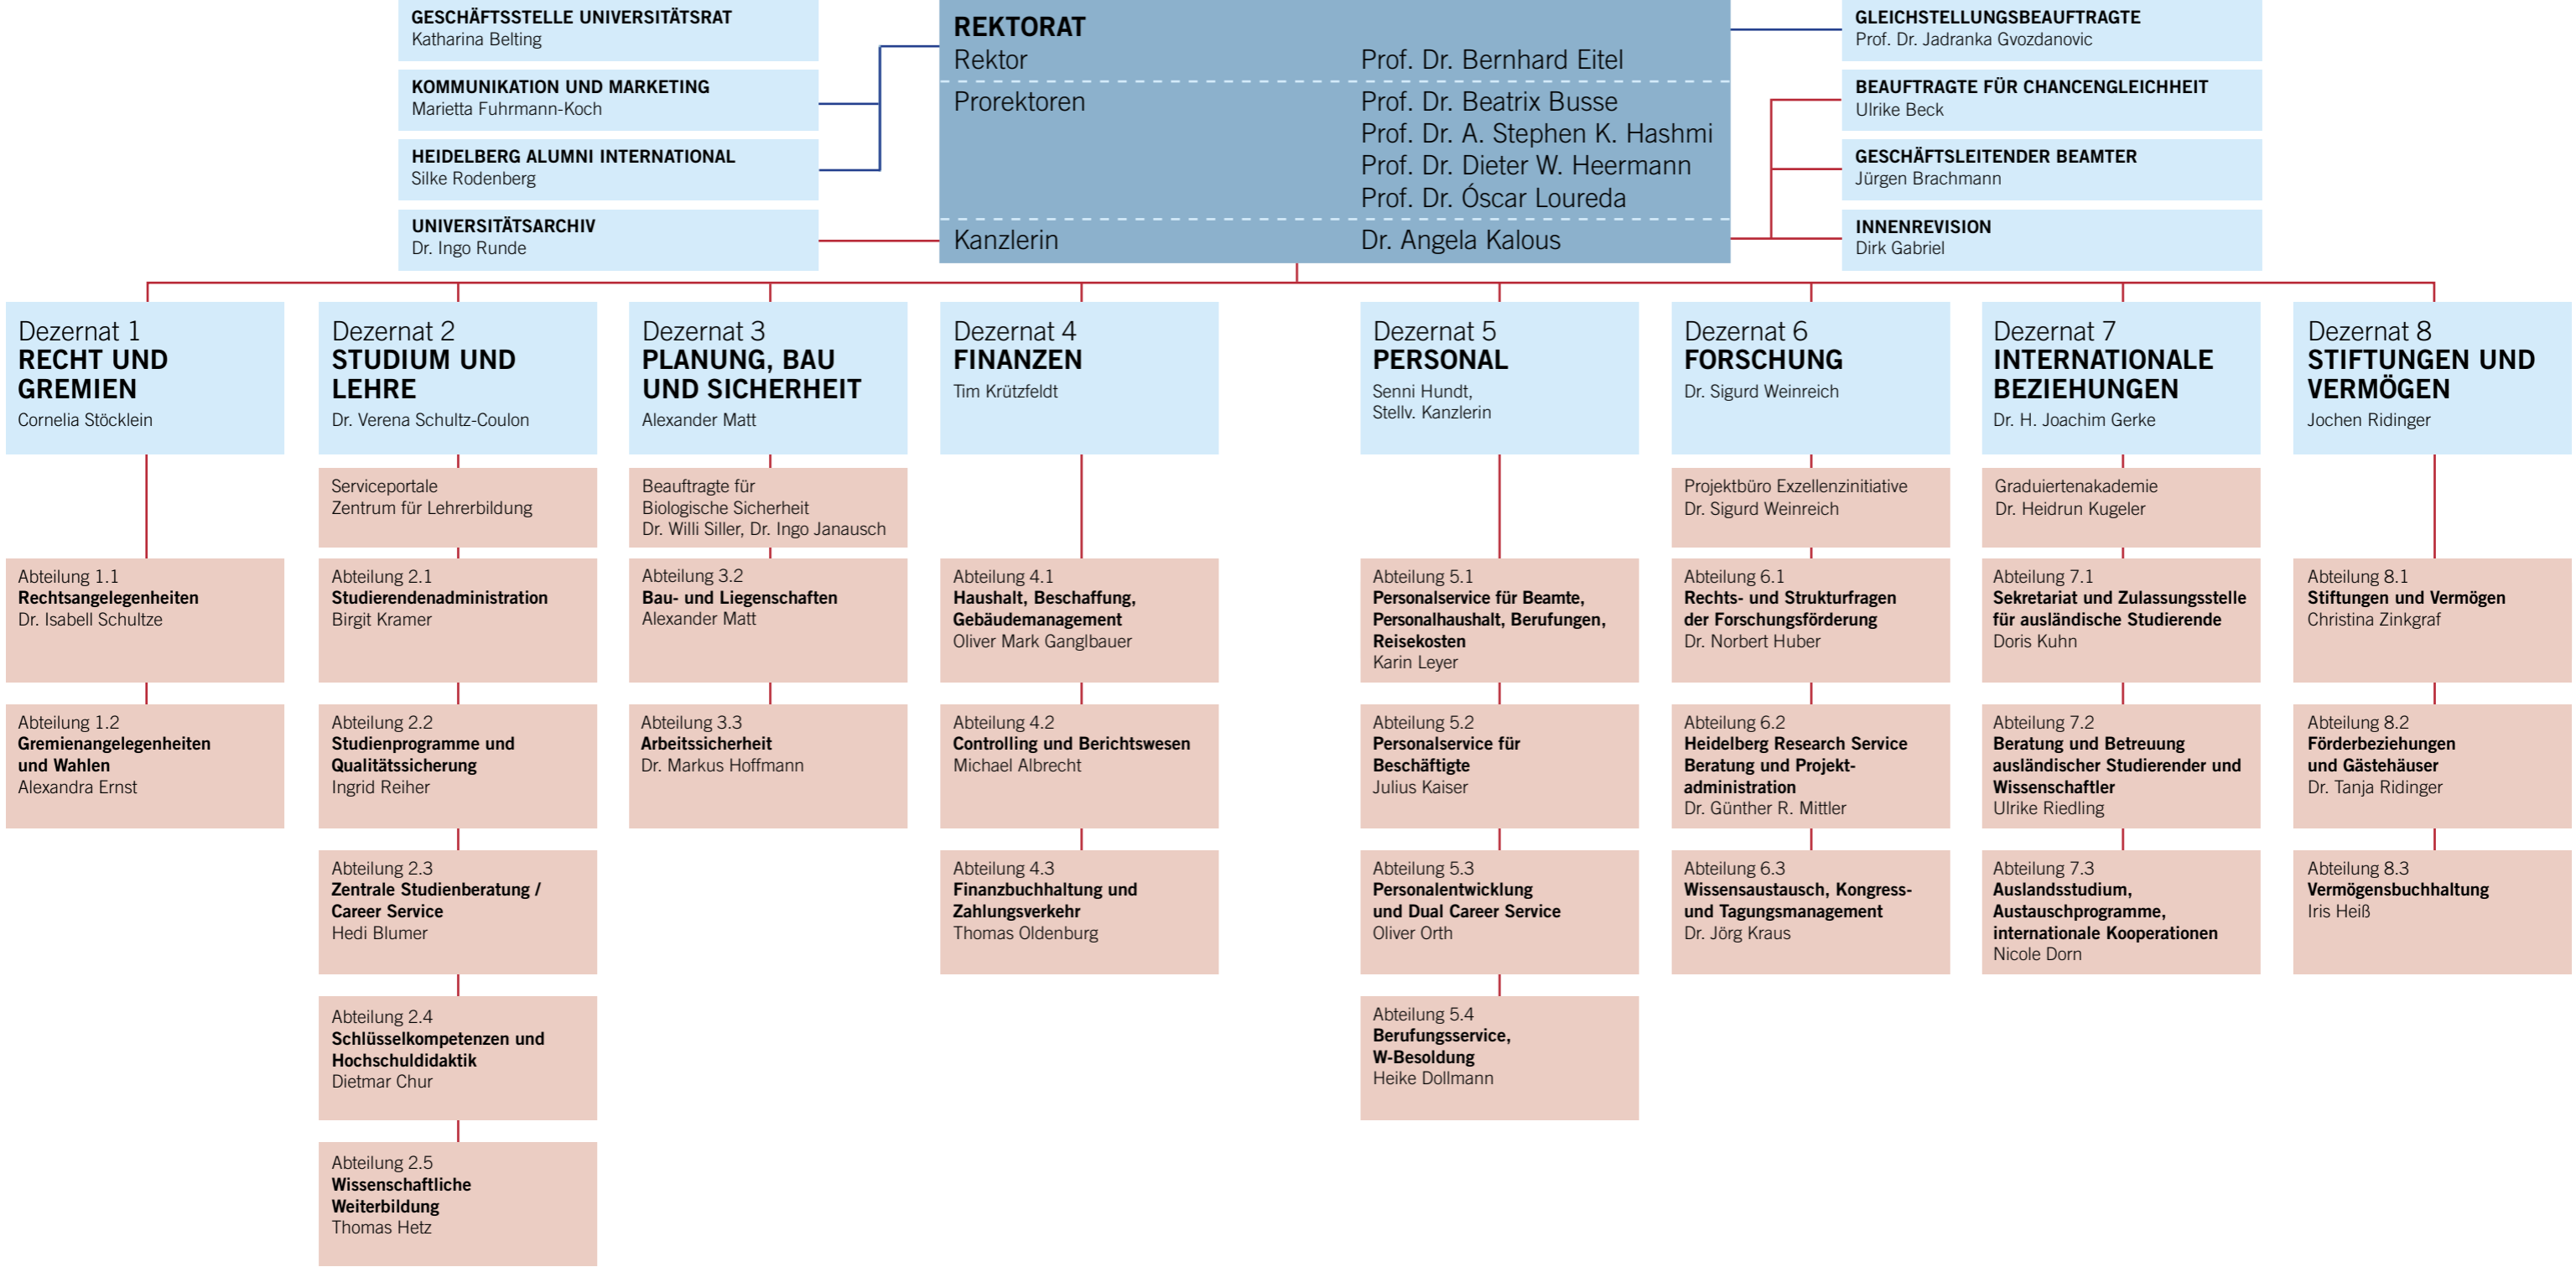 GESCHÄFTSSTELLE UNIVERSITÄTSRAT
Katharina Belting
KOMMUNIKATION UND MARKETING
Marietta Fuhrmann-Koch
HEIDELBERG ALUMNI INTERNATIONAL
Silke Rodenberg
UNIVERSITÄTSARCHIV
Dr. Ingo Runde
REKTORAT
Rektor Prof. Dr. Bernhard Eitel
Prorektoren Prof. Dr. Beatrix Busse
Prof. Dr. A. Stephen K. Hashmi
Prof. Dr. Dieter W. Heermann
Prof. Dr. Óscar Loureda
Kanzlerin Dr. Angela Kalous
GLEICHSTELLUNGSBEAUFTRAGTE
Prof. Dr. Jadranka Gvozdanovic
BEAUFTRAGTE FÜR CHANCENGLEICHHEIT
Ulrike Beck
GESCHÄFTSLEITENDER BEAMTER
Jürgen Brachmann
INNENREVISION
Dirk Gabriel
Dezernat 1
RECHT UND
GREMIEN
Cornelia Stöcklein
Abteilung 1.1
Rechtsangelegenheiten
Dr. Isabell Schultze
Abteilung 1.2
Gremienangelegenheiten
und Wahlen
Alexandra Ernst
Dezernat 2
STUDIUM UND
LEHRE
Dr. Verena Schultz-Coulon
Serviceportale
Zentrum für Lehrerbildung
Abteilung 2.1
Studierendenadministration
Birgit Kramer
Abteilung 2.2
Studienprogramme und
Qualitätssicherung
Ingrid Reiher
Abteilung 2.3
Zentrale Studienberatung /
Career Service
Hedi Blumer
Abteilung 2.4
Schlüsselkompetenzen und
Hochschuldidaktik
Dietmar Chur
Abteilung 2.5
Wissenschaftliche
Weiterbildung
Thomas Hetz
Dezernat 3
PLANUNG, BAU
UND SICHERHEIT
Alexander Matt
Beauftragte für
Biologische Sicherheit
Dr. Willi Siller, Dr. Ingo Janausch
Abteilung 3.2
Bau- und Liegenschaften
Alexander Matt
Abteilung 3.3
Arbeitssicherheit
Dr. Markus Hoffmann
Dezernat 4
FINANZEN
Tim Krützfeldt
Abteilung 4.1
Haushalt, Beschaffung,
Gebäudemanagement
Oliver Mark Ganglbauer
Abteilung 4.2
Controlling und Berichtswesen
Michael Albrecht
Abteilung 4.3
Finanzbuchhaltung und
Zahlungsverkehr
Thomas Oldenburg
Dezernat 5
PERSONAL
Senni Hundt,
Stellv. Kanzlerin
Abteilung 5.1
Personalservice für Beamte,
Personalhaushalt, Berufungen,
Reisekosten
Karin Leyer
Abteilung 5.2
Personalservice für
Beschäftigte
Julius Kaiser
Abteilung 5.3
Personalentwicklung
und Dual Career Service
Oliver Orth
Abteilung 5.4
Berufungsservice,
W-Besoldung
Heike Dollmann
Dezernat 6
FORSCHUNG
Dr. Sigurd Weinreich
Projektbüro Exzellenzinitiative
Dr. Sigurd Weinreich
Abteilung 6.1
Rechts- und Strukturfragen
der Forschungsförderung
Dr. Norbert Huber
Abteilung 6.2
Heidelberg Research Service
Beratung und Projekt-
administration
Dr. Günther R. Mittler
Abteilung 6.3
Wissensaustausch, Kongress-
und Tagungsmanagement
Dr. Jörg Kraus
Dezernat 7
INTERNATIONALE
BEZIEHUNGEN
Dr. H. Joachim Gerke
Graduiertenakademie
Dr. Heidrun Kugeler
Abteilung 7.1
Sekretariat und Zulassungsstelle
für ausländische Studierende
Doris Kuhn
Abteilung 7.2
Beratung und Betreuung
ausländischer Studierender und
Wissenschaftler
Ulrike Riedling
Abteilung 7.3
Auslandsstudium,
Austauschprogramme,
internationale Kooperationen
Nicole Dorn
Dezernat 8
STIFTUNGEN UND
VERMÖGEN
Jochen Ridinger
Abteilung 8.1
Stiftungen und Vermögen
Christina Zinkgraf
Abteilung 8.2
Förderbeziehungen
und Gästehäuser
Dr. Tanja Ridinger
Abteilung 8.3
Vermögensbuchhaltung
Iris Heiß